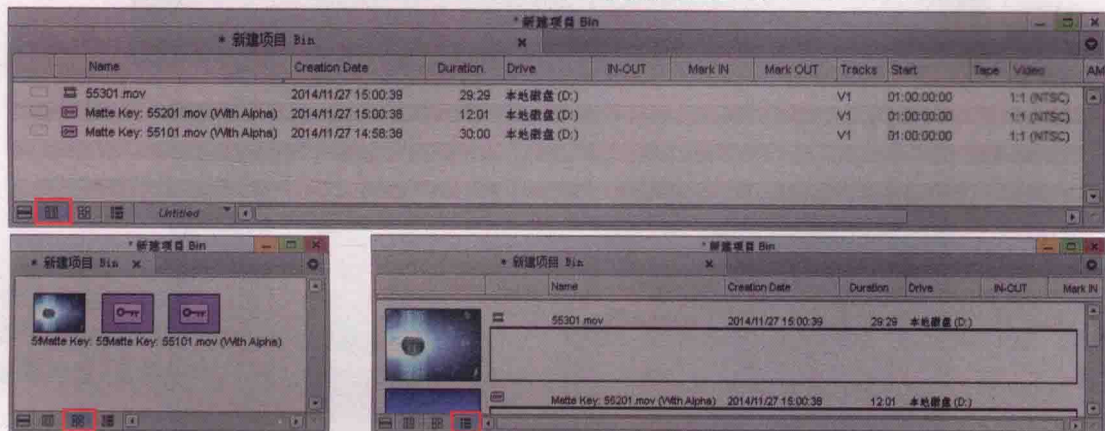 * 新建项目 Bin
* 新建项目 Bin
Name Creation Date Duration Drive IN-OUT Mark IN Mark OUT Tracks Start Tape Video AM
55301.mov 2014/11/27 15:00:39 29:29 本地磁盘 (D:) V1 01:00:00:00 1:1 (NTSC)
Matte Key: 55201.mov (With Alpha) 2014/11/27 15:00:38 12:01 本地磁盘 (D:) V1 01:00:00:00 1:1 (NTSC)
Matte Key: 55101.mov (With Alpha) 2014/11/27 14:58:36 30:00 本地磁盘 (D:) V1 01:00:00:00 1:1 (NTSC)
Untitled
* 新建项目 Bin
* 新建项目 Bin
Matte Key: Matte Key: 55101.mov (With Alpha)
* 新建项目 Bin
* 新建项目 Bin
Name Creation Date Duration Drive IN-OUT Mark IN
55301.mov 2014/11/27 15:00:39 29:29 本地磁盘 (D:)
Matte Key: 55201.mov (With Alpha) 2014/11/27 15:00:38 12:01 本地磁盘 (D:)